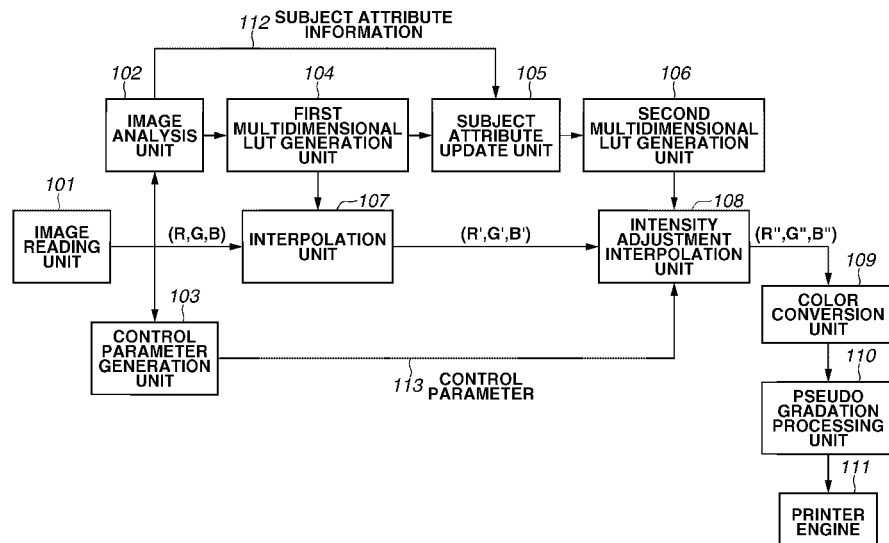 112
SUBJECT ATTRIBUTE
INFORMATION
102
IMAGE
ANALYSIS
UNIT
104
FIRST
MULTIDIMENSIONAL
LUT GENERATION
UNIT
105
SUBJECT
ATTRIBUTE
UPDATE UNIT
106
SECOND
MULTIDIMENSIONAL
LUT GENERATION
UNIT
101
IMAGE
READING
UNIT
(R,G,B)
107
INTERPOLATION
UNIT
(R',G',B')
108
INTENSITY
ADJUSTMENT
INTERPOLATION
UNIT
(R",G",B")
103
CONTROL
PARAMETER
GENERATION
UNIT
113
CONTROL
PARAMETER
109
COLOR
CONVERSION
UNIT
110
PSEUDO
GRADATION
PROCESSING
UNIT
111
PRINTER
ENGINE